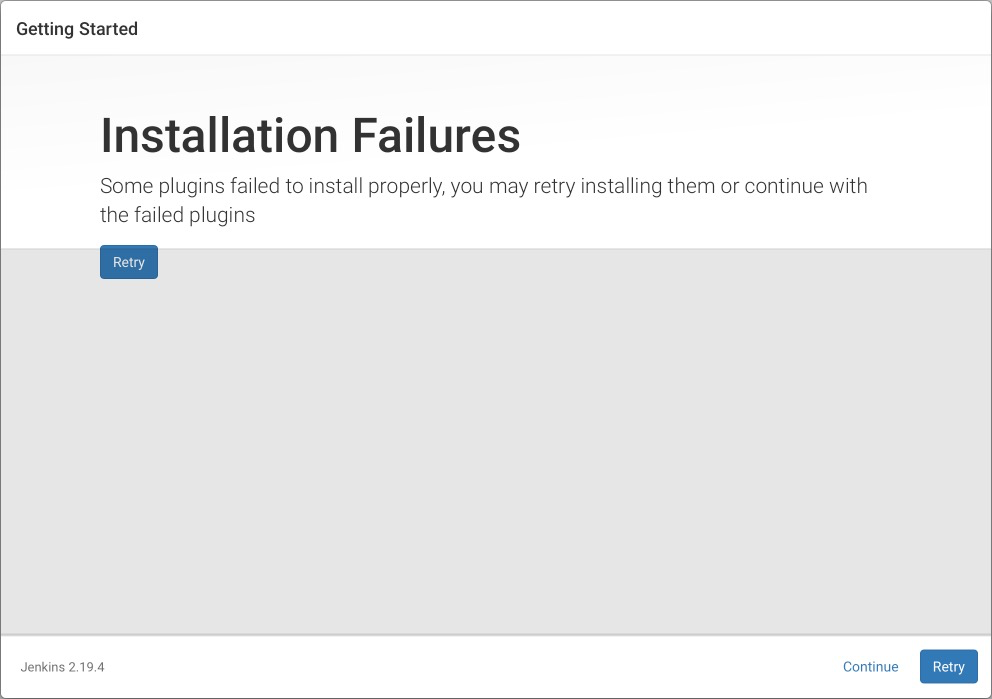 Getting Started
Installation Failures
Some plugins failed to install properly, you may retry installing them or continue with
the failed plugins
Retry
Jenkins 2.19.4
Continue
Retry